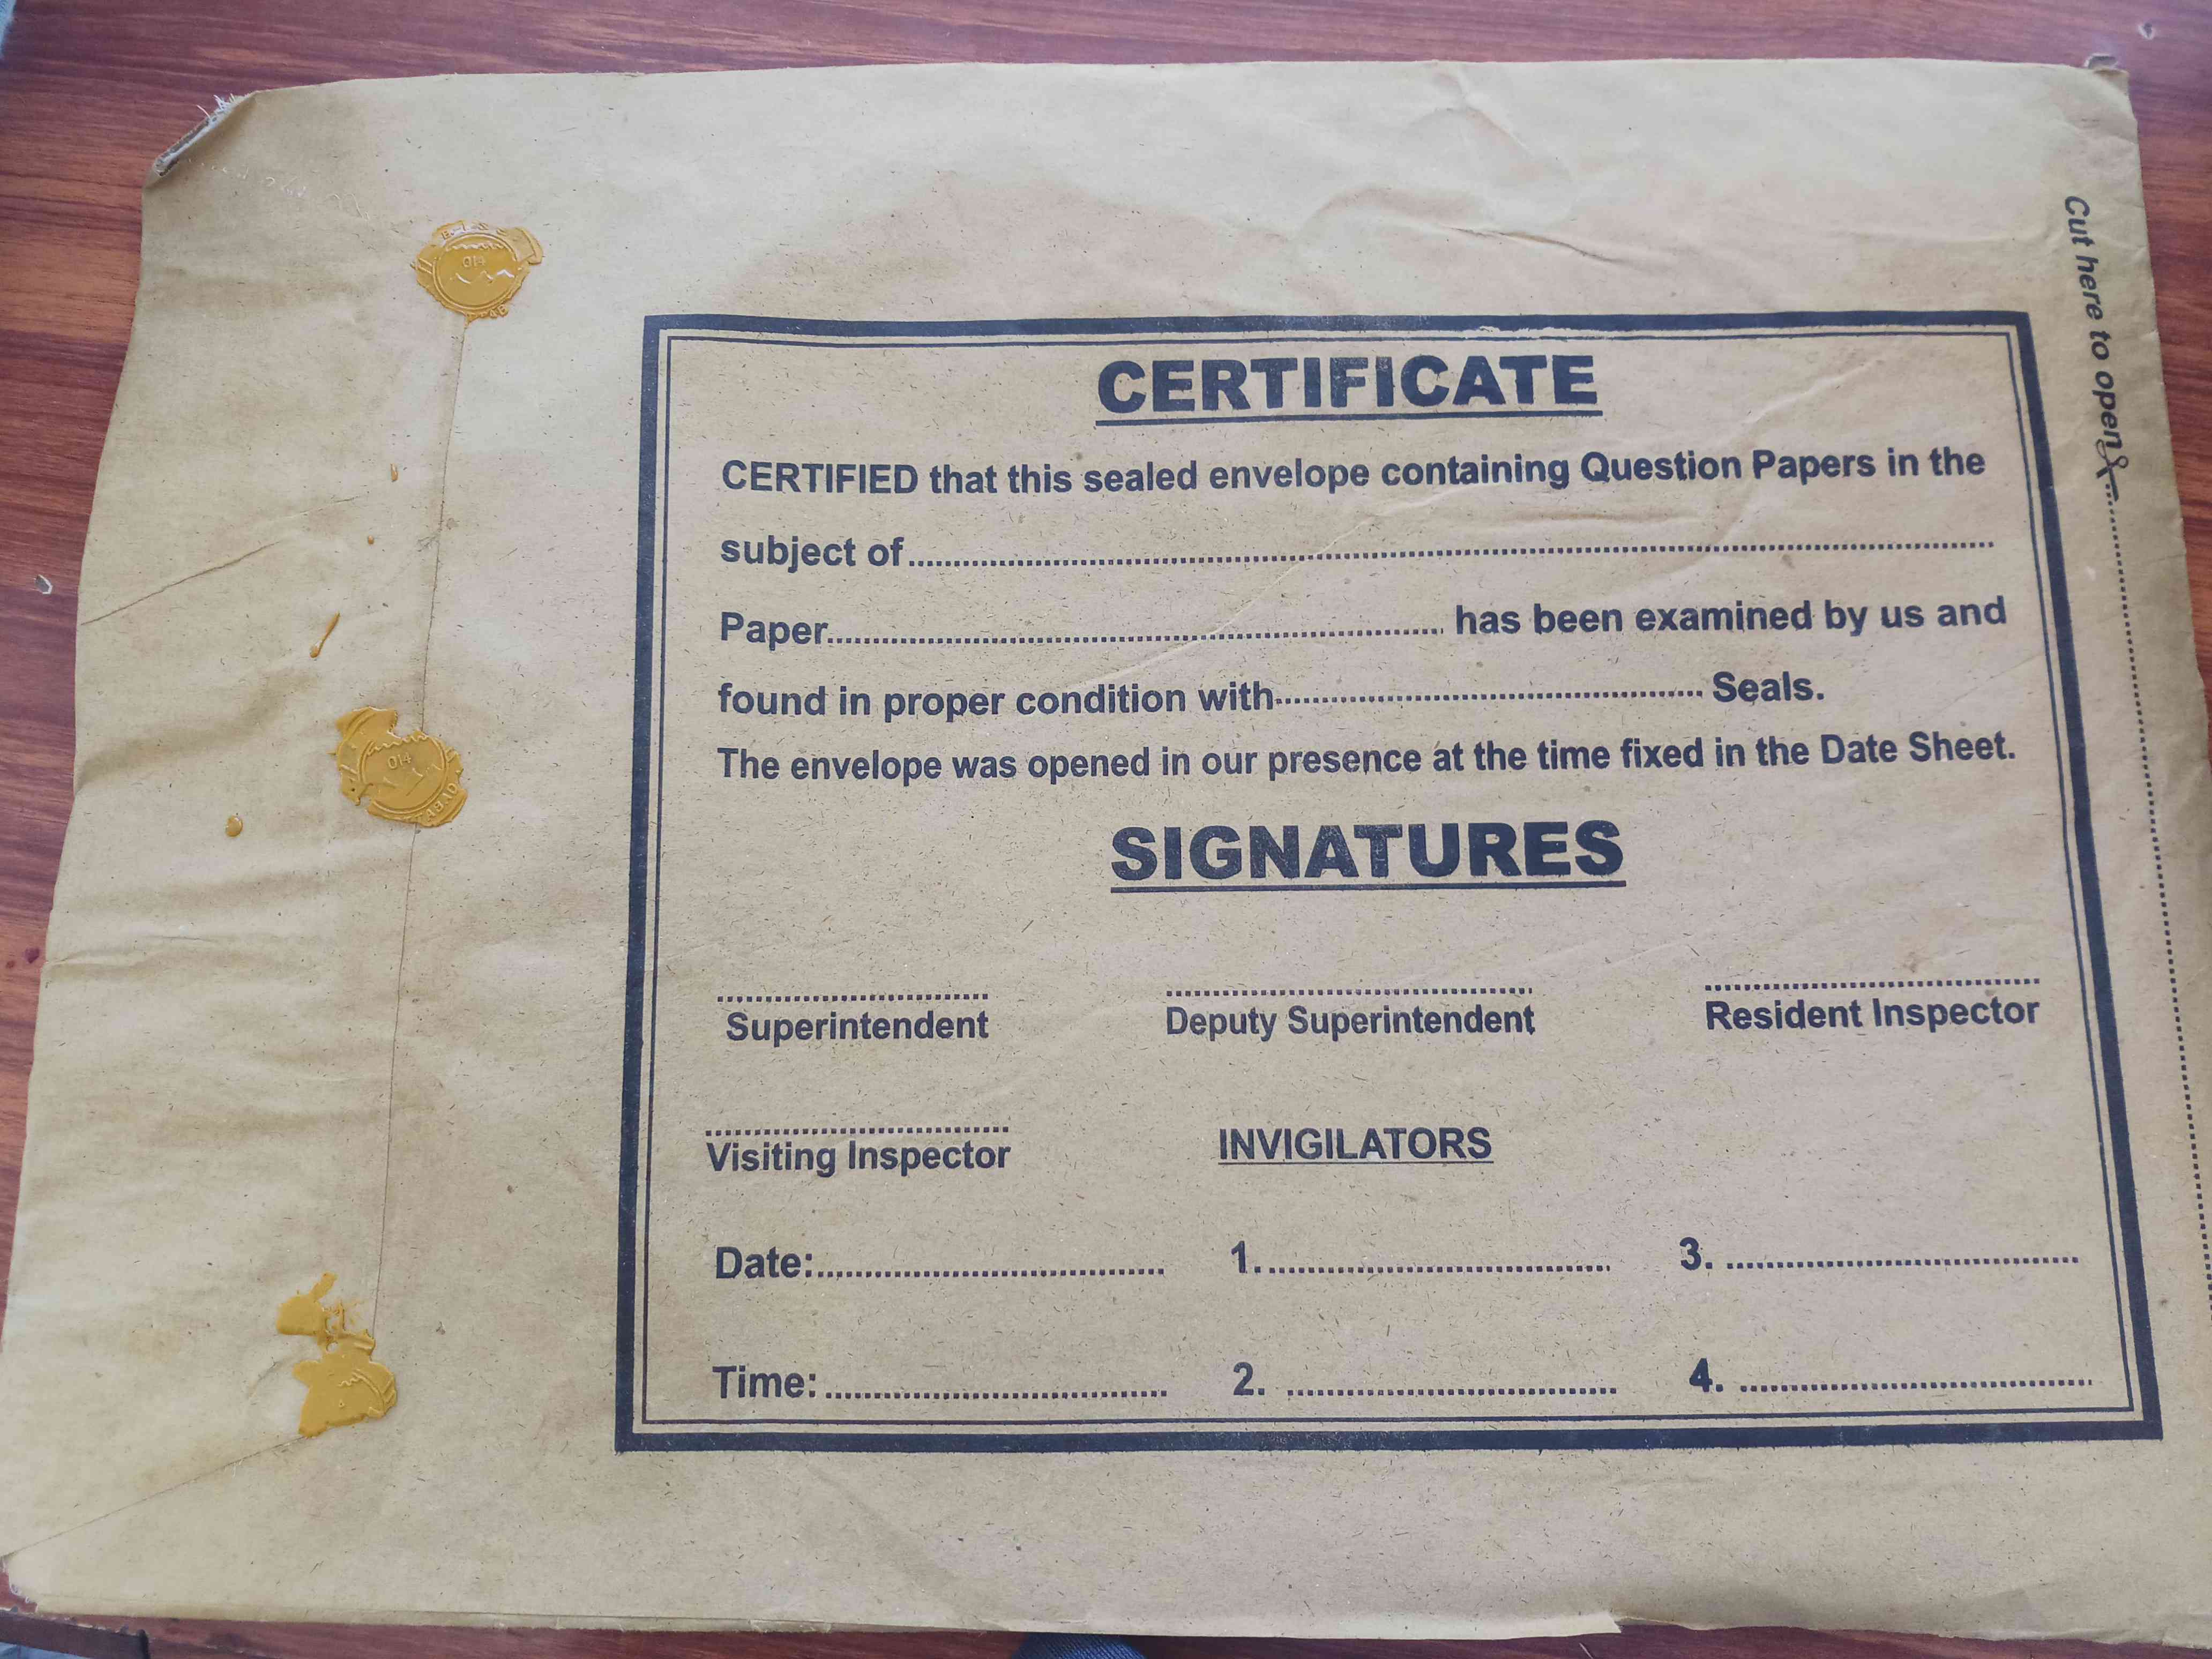 CERTIFICATE
CERTIFIED that this sealed envelope containing Question Papers in the
subject of
Paper has been examined by us and
found in proper condition with Seals.
The envelope was opened in our presence at the time fixed in the Date Sheet.
SIGNATURES
Superintendent Deputy Superintendent Resident Inspector
Visiting Inspector INVIGILATORS
Date: 1. 3.
Time: 2. 4.
Cut here to open
014
014